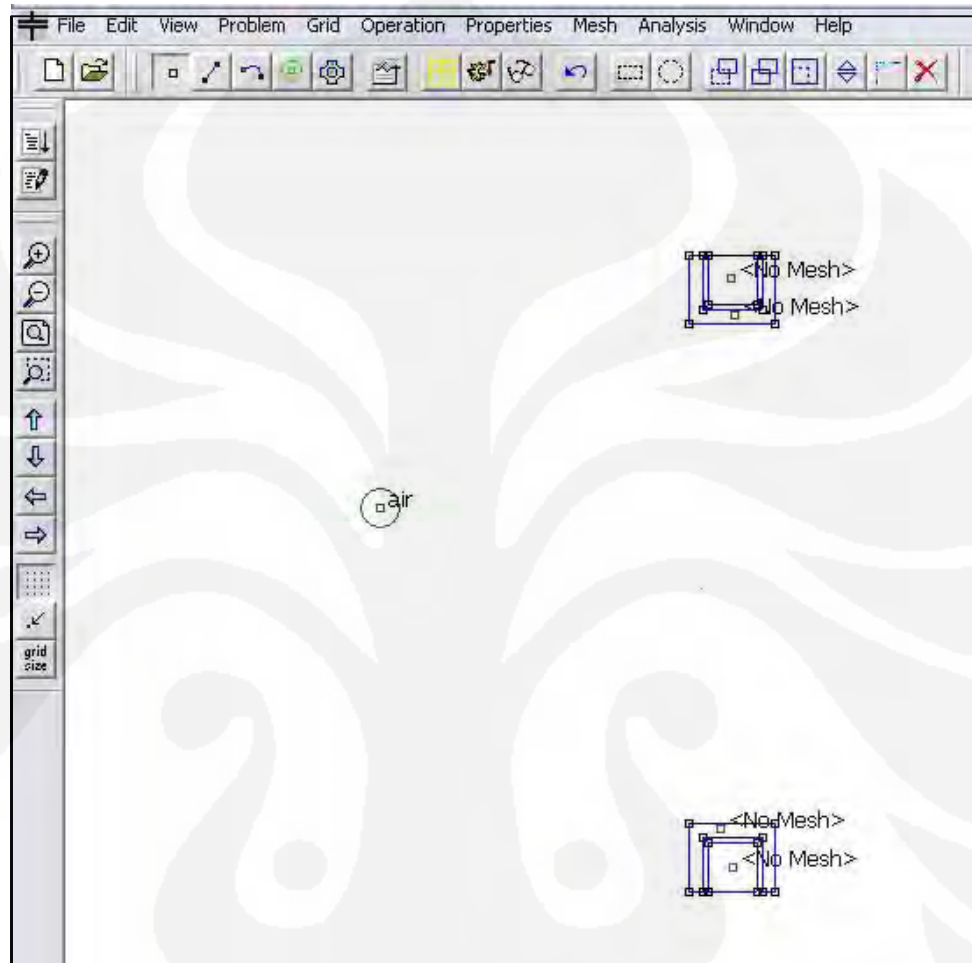 File Edit View Problem Grid Operation Properties Mesh Analysis Window Help
<No Mesh>
<No Mesh>
air
grid
size
<No Mesh>
<No Mesh>